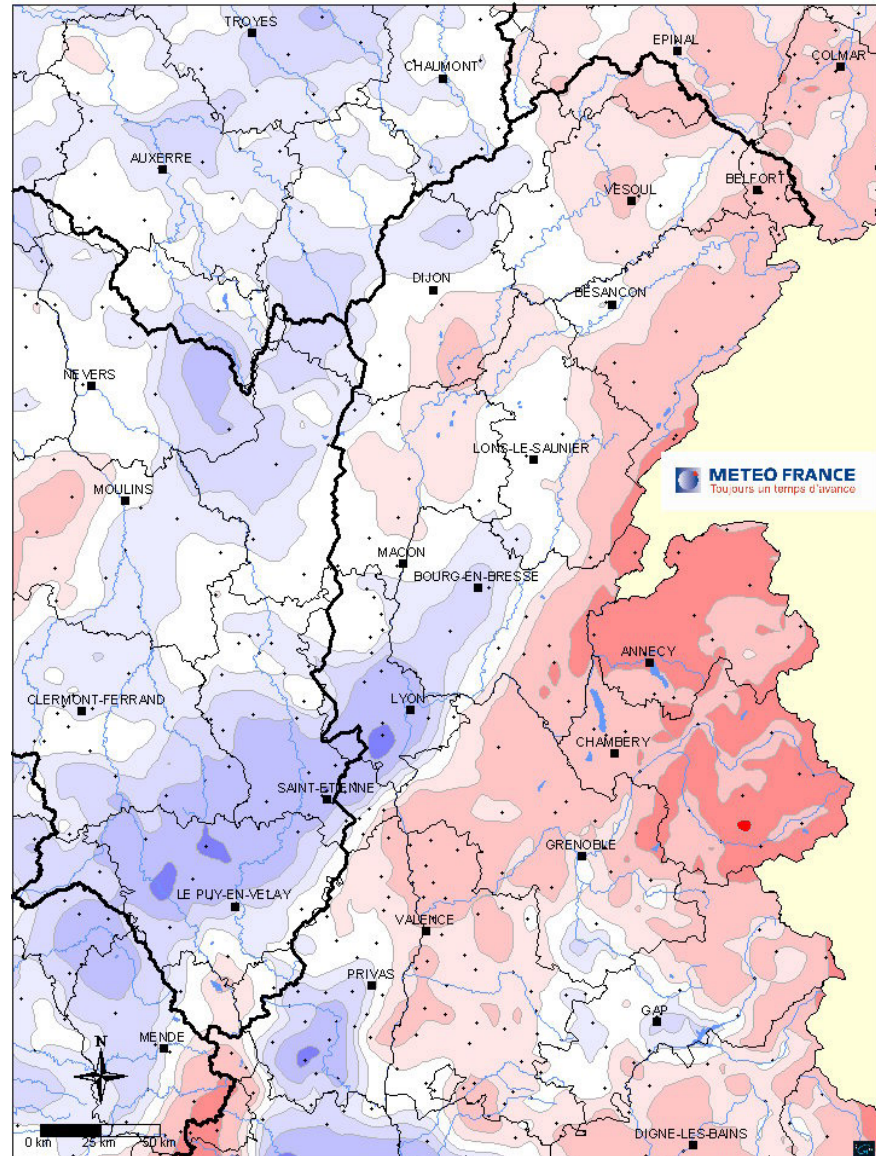 TROYES
EPINAL
CHAUMONT
COLMAR
AUXERRE
VESOUL
BELFORT
DIJON
BESANCON
NEVERS
LONS-LE-SAUNIER
METEO FRANCE
Toujours un temps d'avance
MOULINS
MACON
BOURG-EN-BRESSE
ANNECY
CLERMONT-FERRAND
LYON
CHAMBERY
SAINT-ETIENNE
GRENOBLE
LE PUY-EN-VELAY
VALENCE
PRIVAS
GAP
MENDE
N
0 km 25 km 50 km
DIGNE-LES-BAINS